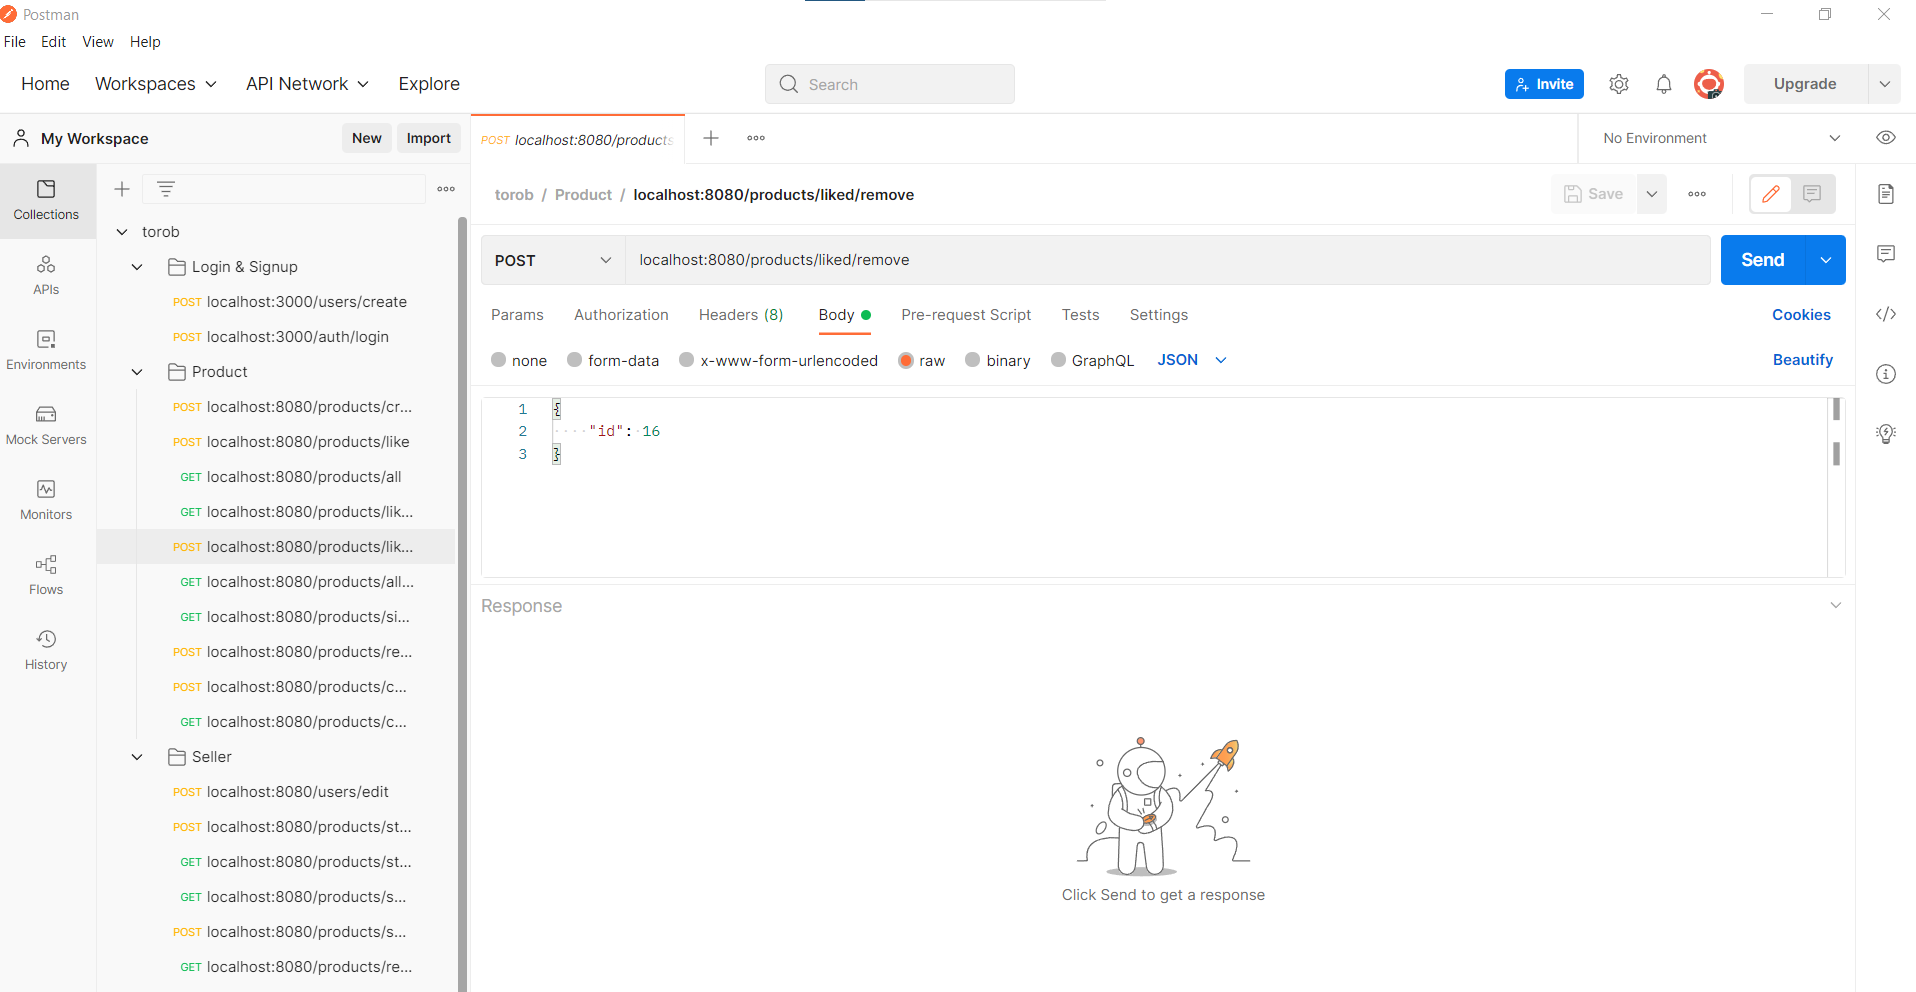 Postman
File Edit View Help
Home Workspaces API Network Explore Search Invite Upgrade
My Workspace New Import
POST localhost:8080/products
No Environment
Collections
APIs
Environments
Mock Servers
Monitors
Flows
History
torob
Login & Signup
POST localhost:3000/users/create
POST localhost:3000/auth/login
Product
POST localhost:8080/products/cr...
POST localhost:8080/products/like
GET localhost:8080/products/all
GET localhost:8080/products/lik...
POST localhost:8080/products/lik...
GET localhost:8080/products/all...
GET localhost:8080/products/si...
POST localhost:8080/products/re...
POST localhost:8080/products/c...
GET localhost:8080/products/c...
Seller
POST localhost:8080/users/edit
POST localhost:8080/products/st...
GET localhost:8080/products/st...
GET localhost:8080/products/s...
POST localhost:8080/products/s...
GET localhost:8080/products/re...
torob / Product / localhost:8080/products/liked/remove
Save
POST localhost:8080/products/liked/remove Send
Params Authorization Headers (8) Body Pre-request Script Tests Settings Cookies
none form-data x-www-form-urlencoded raw binary GraphQL JSON Beautify
1 {
2 "id": 16
3 }
Response
Click Send to get a response